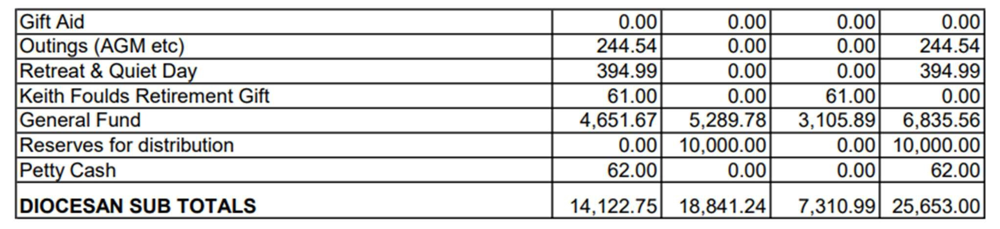 Gift Aid 0.00 0.00 0.00 0.00
Outings (AGM etc) 244.54 0.00 0.00 244.54
Retreat & Quiet Day 394.99 0.00 0.00 394.99
Keith Foulds Retirement Gift 61.00 0.00 61.00 0.00
General Fund 4,651.67 5,289.78 3,105.89 6,835.56
Reserves for distribution 0.00 10,000.00 0.00 10,000.00
Petty Cash 62.00 0.00 0.00 62.00
DIOCESAN SUB TOTALS 14,122.75 18,841.24 7,310.99 25,653.00